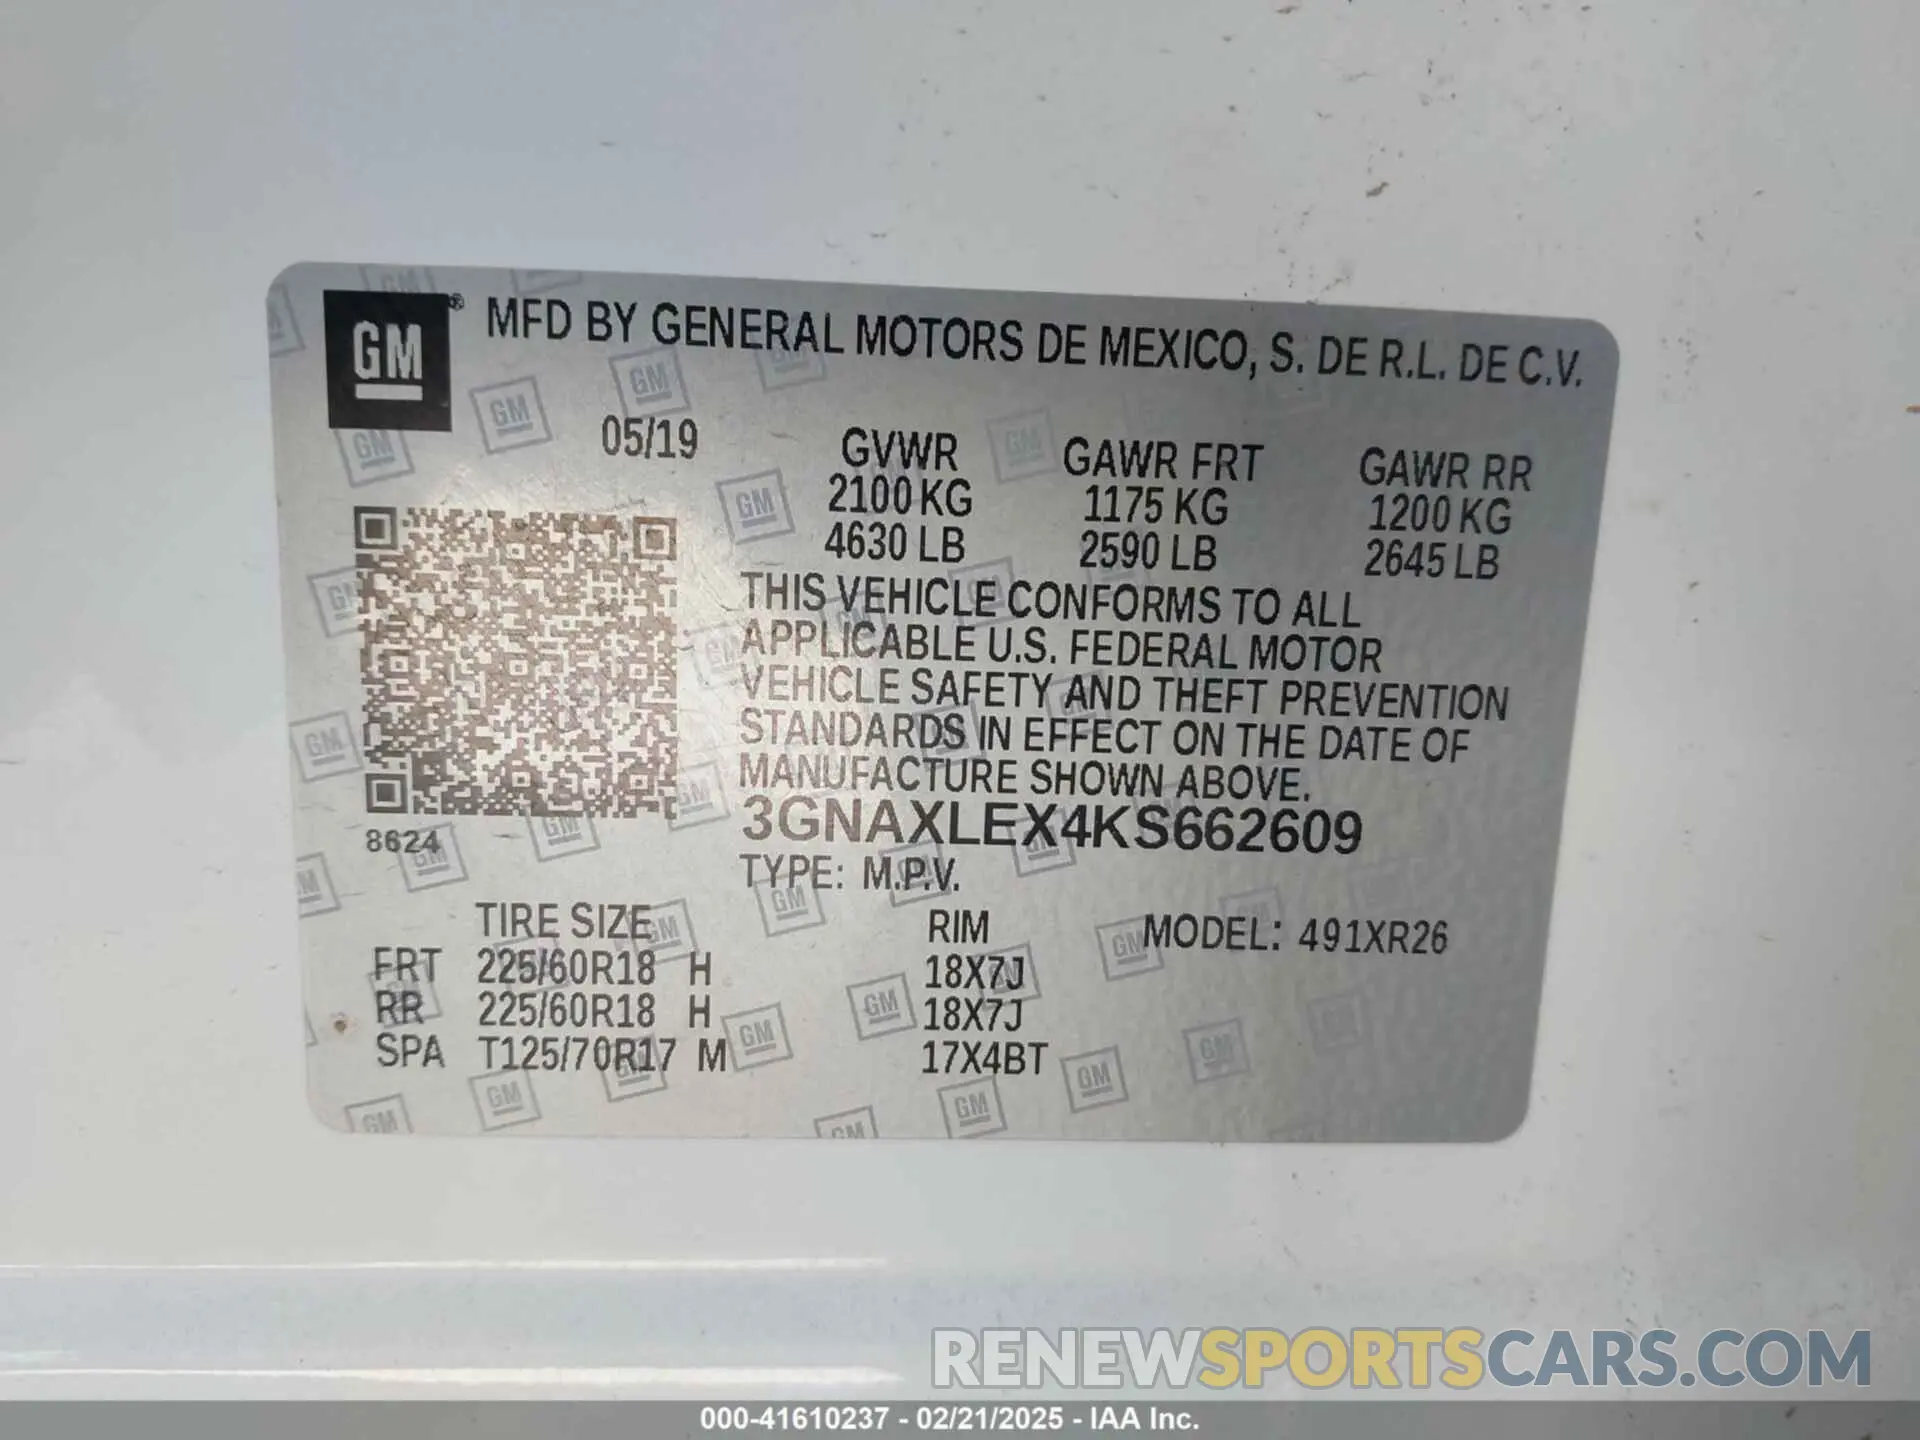 GM® MFD BY GENERAL MOTORS DE MEXICO, S. DE R.L. DE C.V.
05/19
GVWR GAWR FRT GAWR RR
2100 KG 1175 KG 1200 KG
4630 LB 2590 LB 2645 LB
THIS VEHICLE CONFORMS TO ALL
APPLICABLE U.S. FEDERAL MOTOR
VEHICLE SAFETY AND THEFT PREVENTION
STANDARDS IN EFFECT ON THE DATE OF
MANUFACTURE SHOWN ABOVE.
3GNAXLEX4KS662609
8624
TYPE: M.P.V.
TIRE SIZE RIM MODEL: 491XR26
FRT 225/60R18 H 18X7J
RR 225/60R18 H 18X7J
SPA T125/70R17 M 17X4BT
RENEWSPORTSCARS.COM
000-41610237 - 02/21/2025 - IAA Inc.